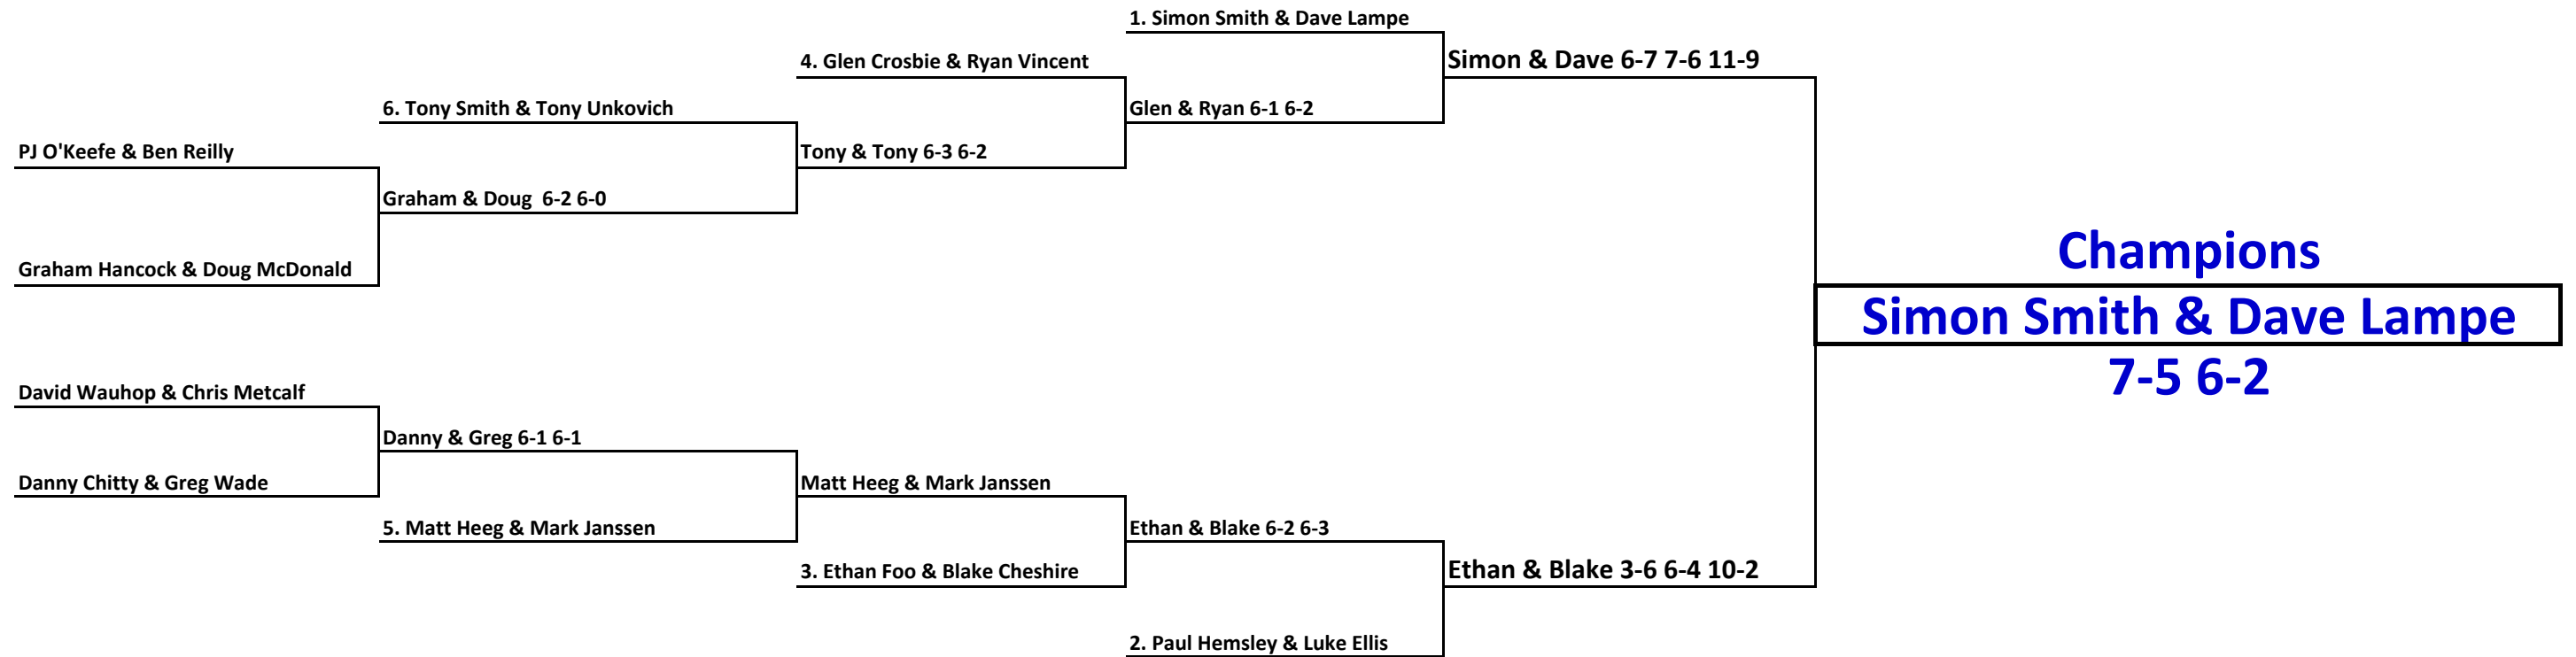 1. Simon Smith & Dave Lampe
4. Glen Crosbie & Ryan Vincent
Simon & Dave 6-7 7-6 11-9
6. Tony Smith & Tony Unkovich
Glen & Ryan 6-1 6-2
PJ O'Keefe & Ben Reilly
Tony & Tony 6-3 6-2
Graham & Doug  6-2 6-0
Graham Hancock & Doug McDonald
Champions
Simon Smith & Dave Lampe
7-5 6-2
David Wauhop & Chris Metcalf
Danny & Greg 6-1 6-1
Danny Chitty & Greg Wade
Matt Heeg & Mark Janssen
5. Matt Heeg & Mark Janssen
Ethan & Blake 6-2 6-3
3. Ethan Foo & Blake Cheshire
Ethan & Blake 3-6 6-4 10-2
2. Paul Hemsley & Luke Ellis